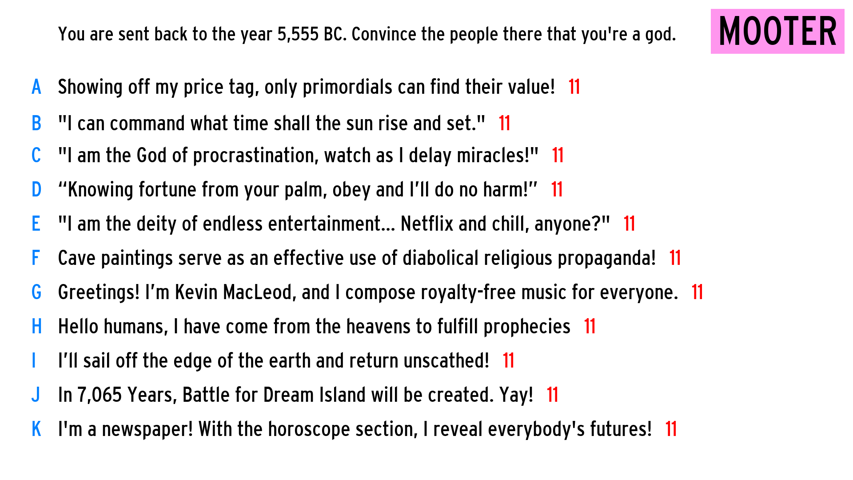 You are sent back to the year 5,555 BC. Convince the people there that you're a god.
MOOTER
A Showing off my price tag, only primordials can find their value! 11
B "I can command what time shall the sun rise and set." 11
C "I am the God of procrastination, watch as I delay miracles!" 11
D “Knowing fortune from your palm, obey and I’ll do no harm!” 11
E "I am the deity of endless entertainment... Netflix and chill, anyone?" 11
F Cave paintings serve as an effective use of diabolical religious propaganda! 11
G Greetings! I’m Kevin MacLeod, and I compose royalty-free music for everyone. 11
H Hello humans, I have come from the heavens to fulfill prophecies 11
I I’ll sail off the edge of the earth and return unscathed! 11
J In 7,065 Years, Battle for Dream Island will be created. Yay! 11
K I'm a newspaper! With the horoscope section, I reveal everybody's futures! 11